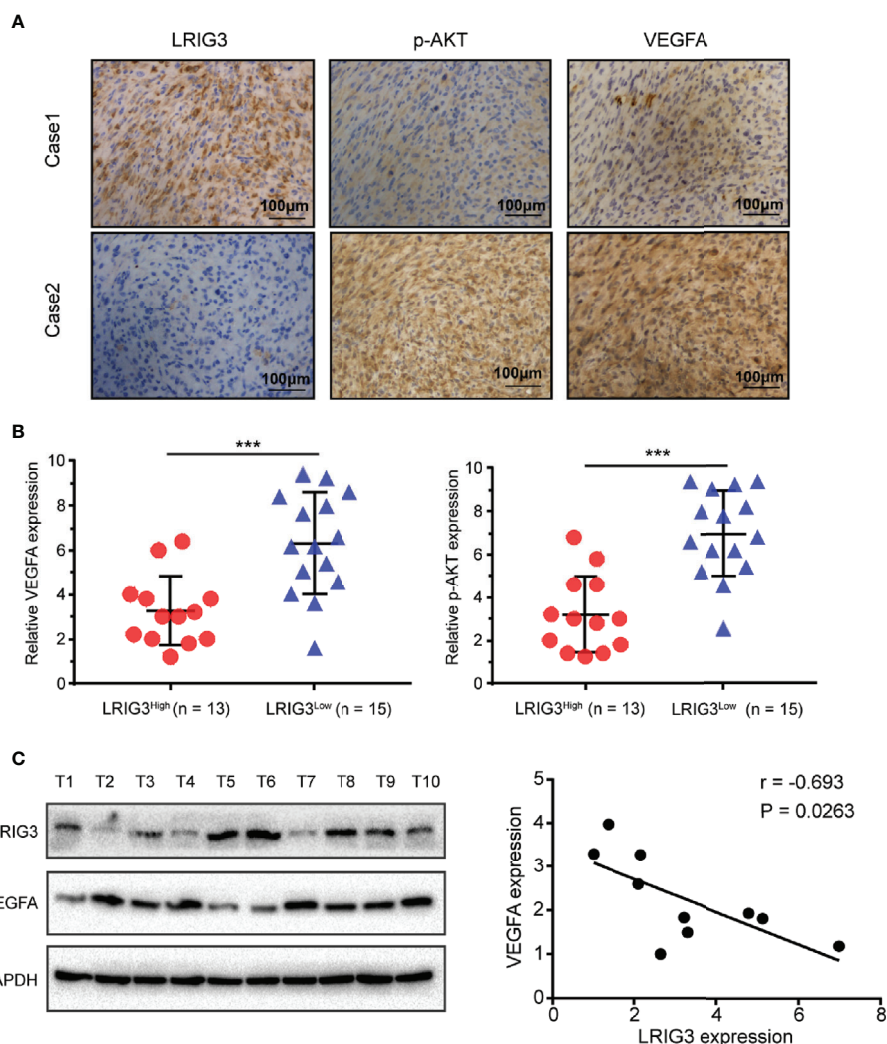 A
LRIG3 p-AKT VEGFA
Case1
100µm 100µm 100µm
Case2
100µm 100µm 100µm
B
***
Relative VEGFA expression
10
8
6
4
2
0
LRIG3High (n = 13) LRIG3Low (n = 15)
***
Relative p-AKT expression
10
8
6
4
2
0
LRIG3High (n = 13) LRIG3Low (n = 15)
C
T1 T2 T3 T4 T5 T6 T7 T8 T9 T10
RIG3
EGFA
APDH
r = -0.693
P = 0.0263
VEGFA expression
5
4
3
2
1
0
0 2 4 6 8
LRIG3 expression